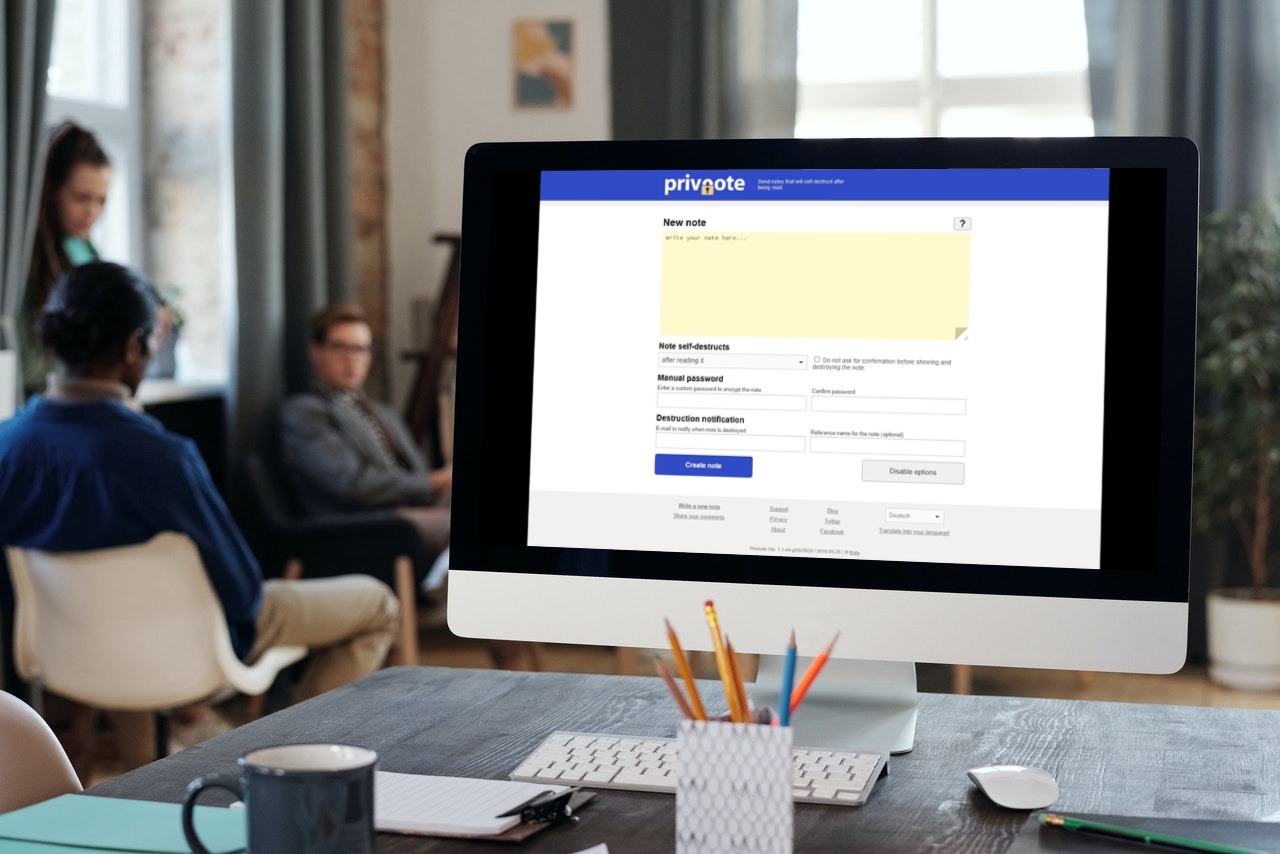 privnote
Send notes that will self-destruct after
being read.
New note
?
Write your note here...
Note self-destructs
after reading it
Do not ask for confirmation before showing and
destroying the note.
Manual password
Enter a custom password to encrypt the note
Confirm password
Destruction notification
E-mail to notify when note is destroyed
Reference name for the note (optional)
Create note
Disable options
Write a new note
Share your comments
Support
Privacy
About
Blog
Twitter
Facebook
Deutsch
Translate into your language!